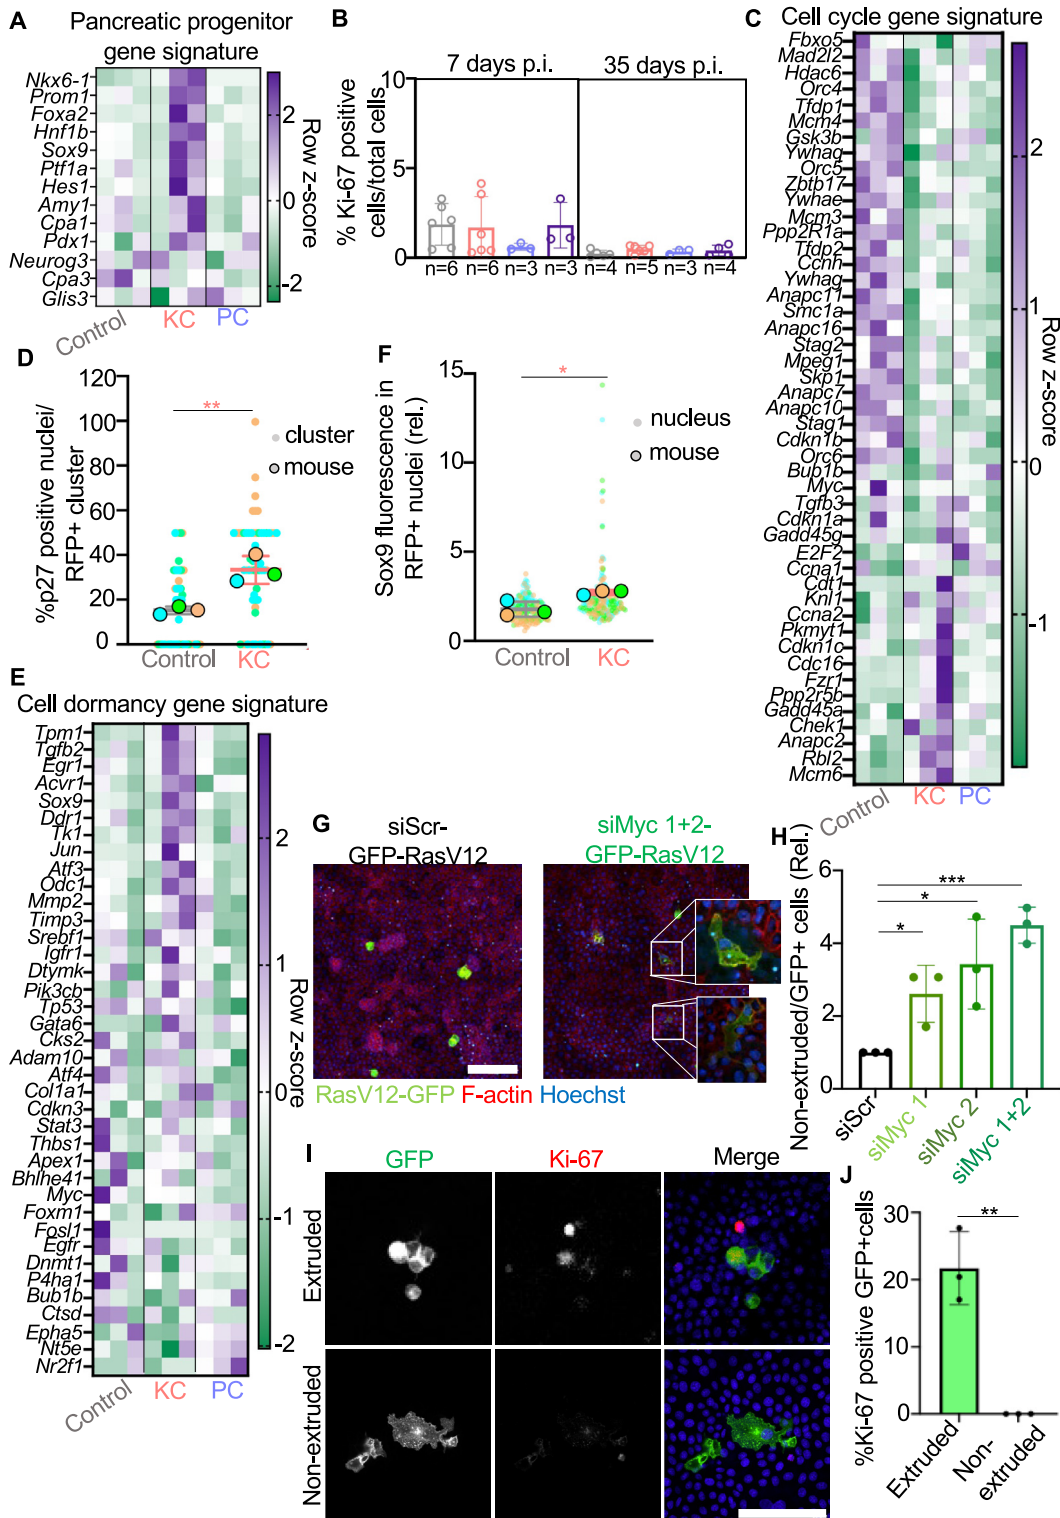 A
Pancreatic progenitor
gene signature
Nkx6-1
Prom1
Foxa2
Hnf1b
Sox9
Ptf1a
Hes1
Amy1
Cpa1
Pdx1
Neurog3
Cpa3
Glis3
Control
KC
PC
2
0
-2
Row z-score
B
7 days p.i.
35 days p.i.
% Ki-67 positive
cells/total cells
10
5
0
n=6 n=6 n=3 n=3 n=4 n=5 n=3 n=4
C
Cell cycle gene signature
Fbxo5
Mad2l2
Hdac6
Orc4
Tfdp1
Mcm4
Gsk3b
Ywhag
Orc5
Zbtb17
Ywhae
Mcm3
Ppp2R1a
Tfdp2
Ccnh
Ywhag
Anapc11
Smc1a
Anapc16
Stag2
Mpeg1
Skp1
Anapc7
Anapc10
Stag1
Cdkn1b
Orc6
Bub1b
Myc
Tgfb3
Cdkn1a
Gadd45g
E2F2
Ccna1
Cdt1
Knl1
Ccna2
Pkmyt1
Cdkn1c
Cdc16
Fzr1
Ppp2r5b
Gadd45a
Chek1
Anapc2
Rbl2
Mcm6
Control
KC
PC
2
1
0
-1
Row z-score
D
%p27 positive nuclei/
RFP+ cluster
120
100
80
60
40
20
0
**
cluster
mouse
Control
KC
F
Sox9 fluorescence in
RFP+ nuclei (rel.)
15
10
5
0
*
nucleus
mouse
Control
KC
E
Cell dormancy gene signature
Tpm1
Tgfb2
Egr1
Acvr1
Sox9
Ddr1
Tk1
Jun
Atf3
Odc1
Mmp2
Timp3
Srebf1
Igfr1
Dtymk
Pik3cb
Tp53
Gata6
Cks2
Adam10
Atf4
Col1a1
Cdkn3
Stat3
Thbs1
Apex1
Bhlhe41
Myc
Foxm1
Fosl1
Egfr
Dnmt1
P4ha1
Bub1b
Ctsd
Epha5
Nt5e
Nr2f1
Control
KC
PC
2
1
0
-1
-2
Row z-score
G
siScr-
GFP-RasV12
siMyc 1+2-
GFP-RasV12
RasV12-GFP F-actin Hoechst
H
Non-extruded/GFP+ cells (Rel.)
6
4
2
0
***
*
*
siScr
siMyc 1
siMyc 2
siMyc 1+2
I
GFP
Ki-67
Merge
Extruded
Non-extruded
J
%Ki-67 positive GFP+cells
30
20
10
0
**
Extruded
Non-
extruded